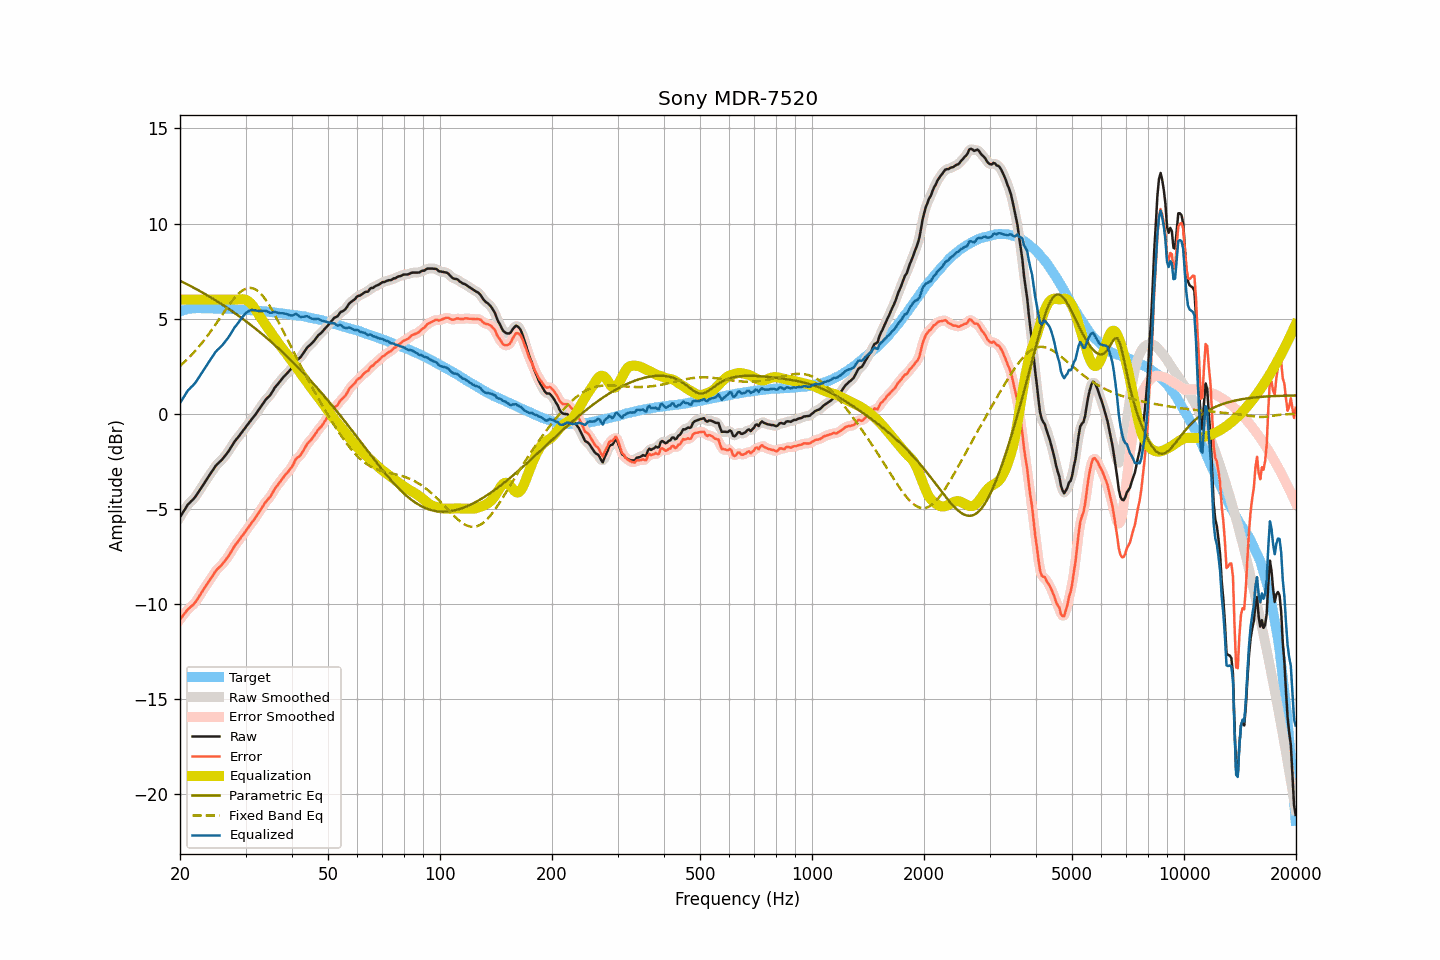 Sony MDR-7520
15
10
5
0
−5
−10
−15
−20
Amplitude (dBr)
Target
Raw Smoothed
Error Smoothed
Raw
Error
Equalization
Parametric Eq
Fixed Band Eq
Equalized
20 50 100 200 500 1000 2000 5000 10000 20000
Frequency (Hz)